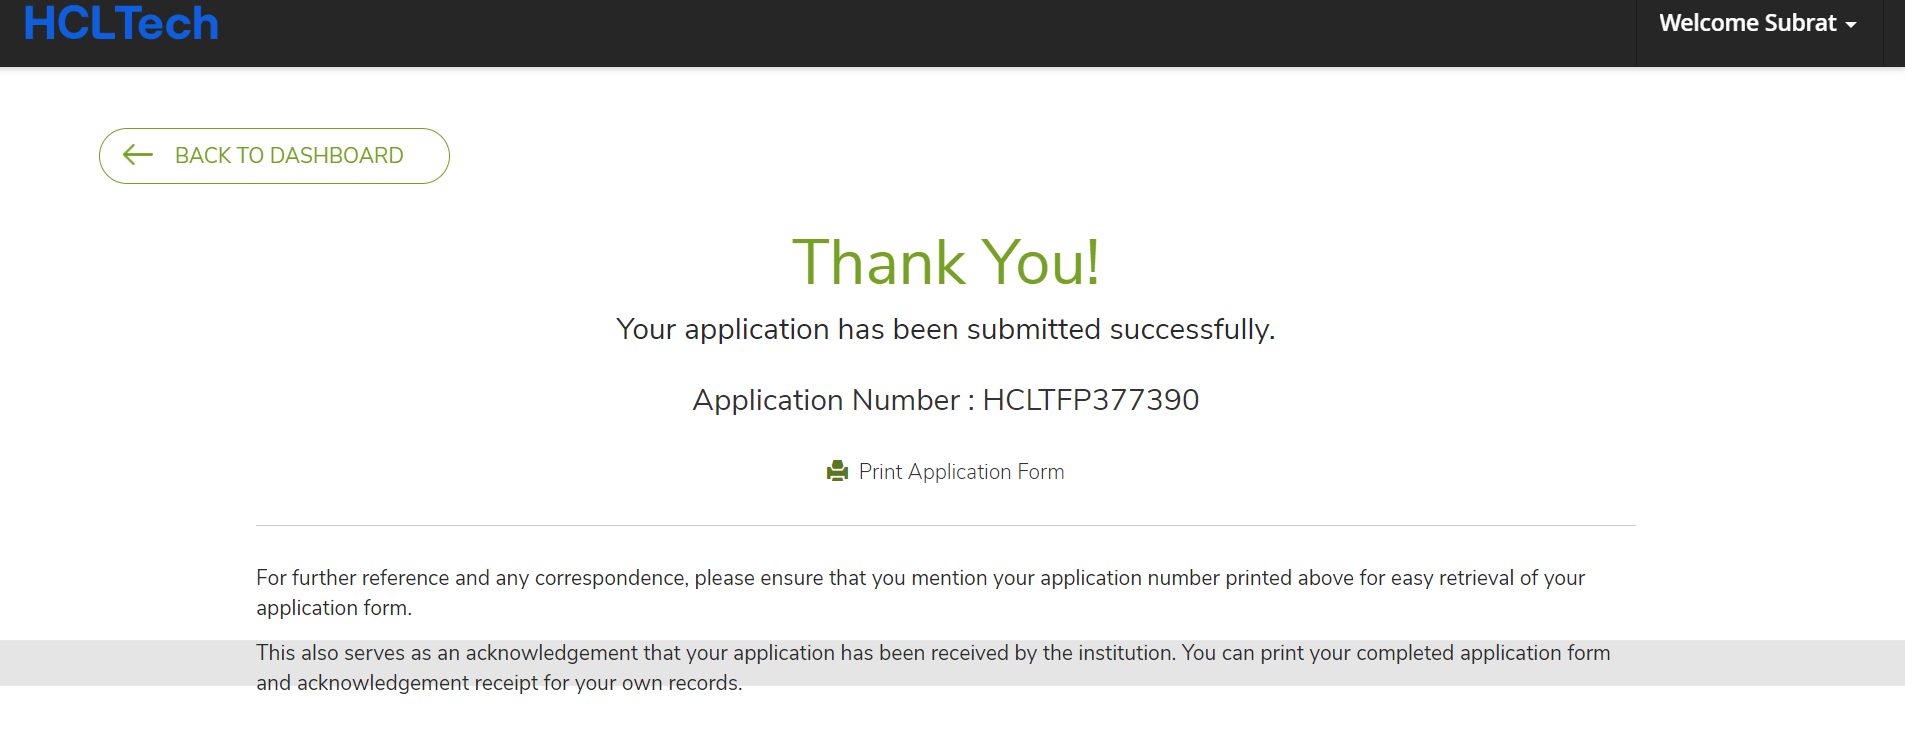 HCLTech
Welcome Subrat
BACK TO DASHBOARD
Thank You!
Your application has been submitted successfully.
Application Number : HCLTFP377390
Print Application Form
For further reference and any correspondence, please ensure that you mention your application number printed above for easy retrieval of your
application form.
This also serves as an acknowledgement that your application has been received by the institution. You can print your completed application form
and acknowledgement receipt for your own records.